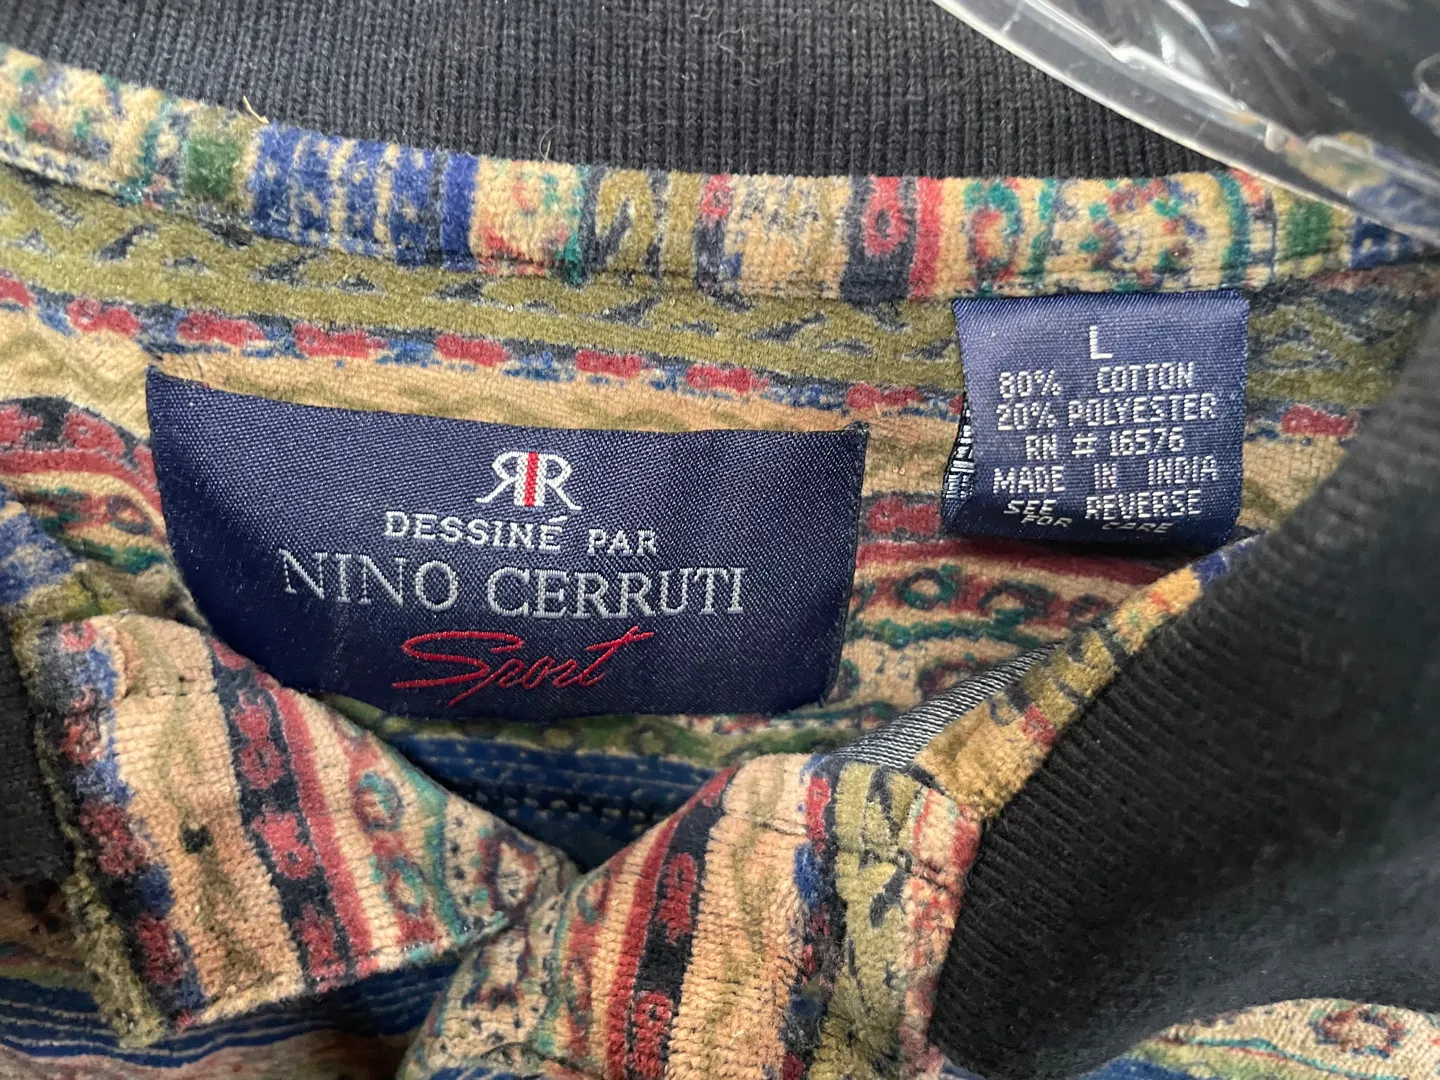 RR
DESSINÉ PAR
NINO CERRUTI
Sport
L
80% COTTON
20% POLYESTER
RN # 16576
MADE IN INDIA
SEE REVERSE
FOR CARE